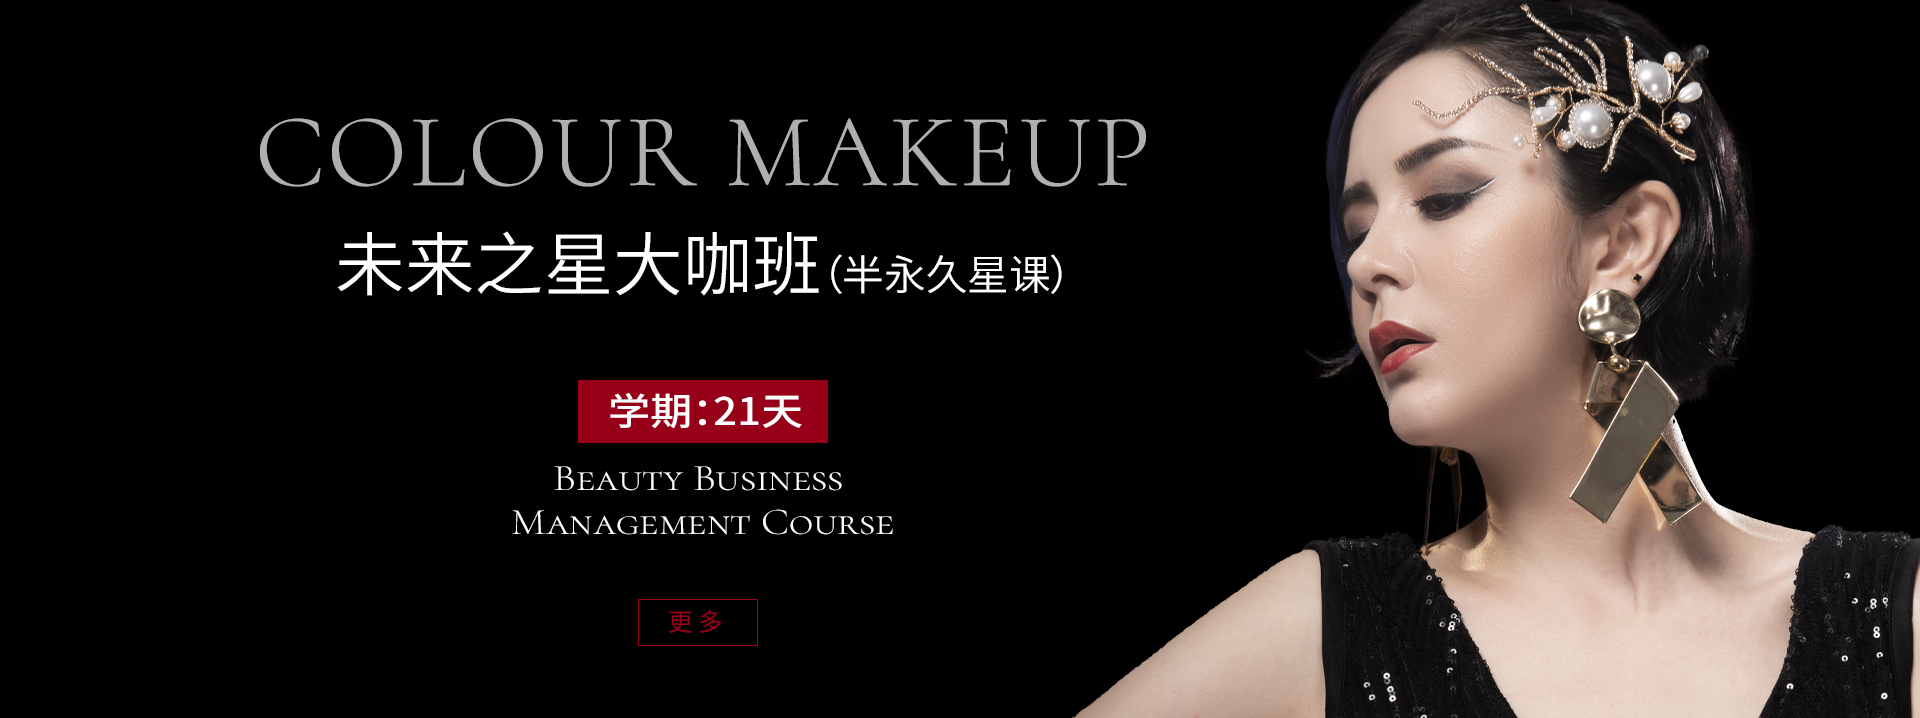 COLOUR MAKEUP
未来之星大咖班(半永久星课)
学期:21天
BEAUTY BUSINESS
MANAGEMENT COURSE
更多